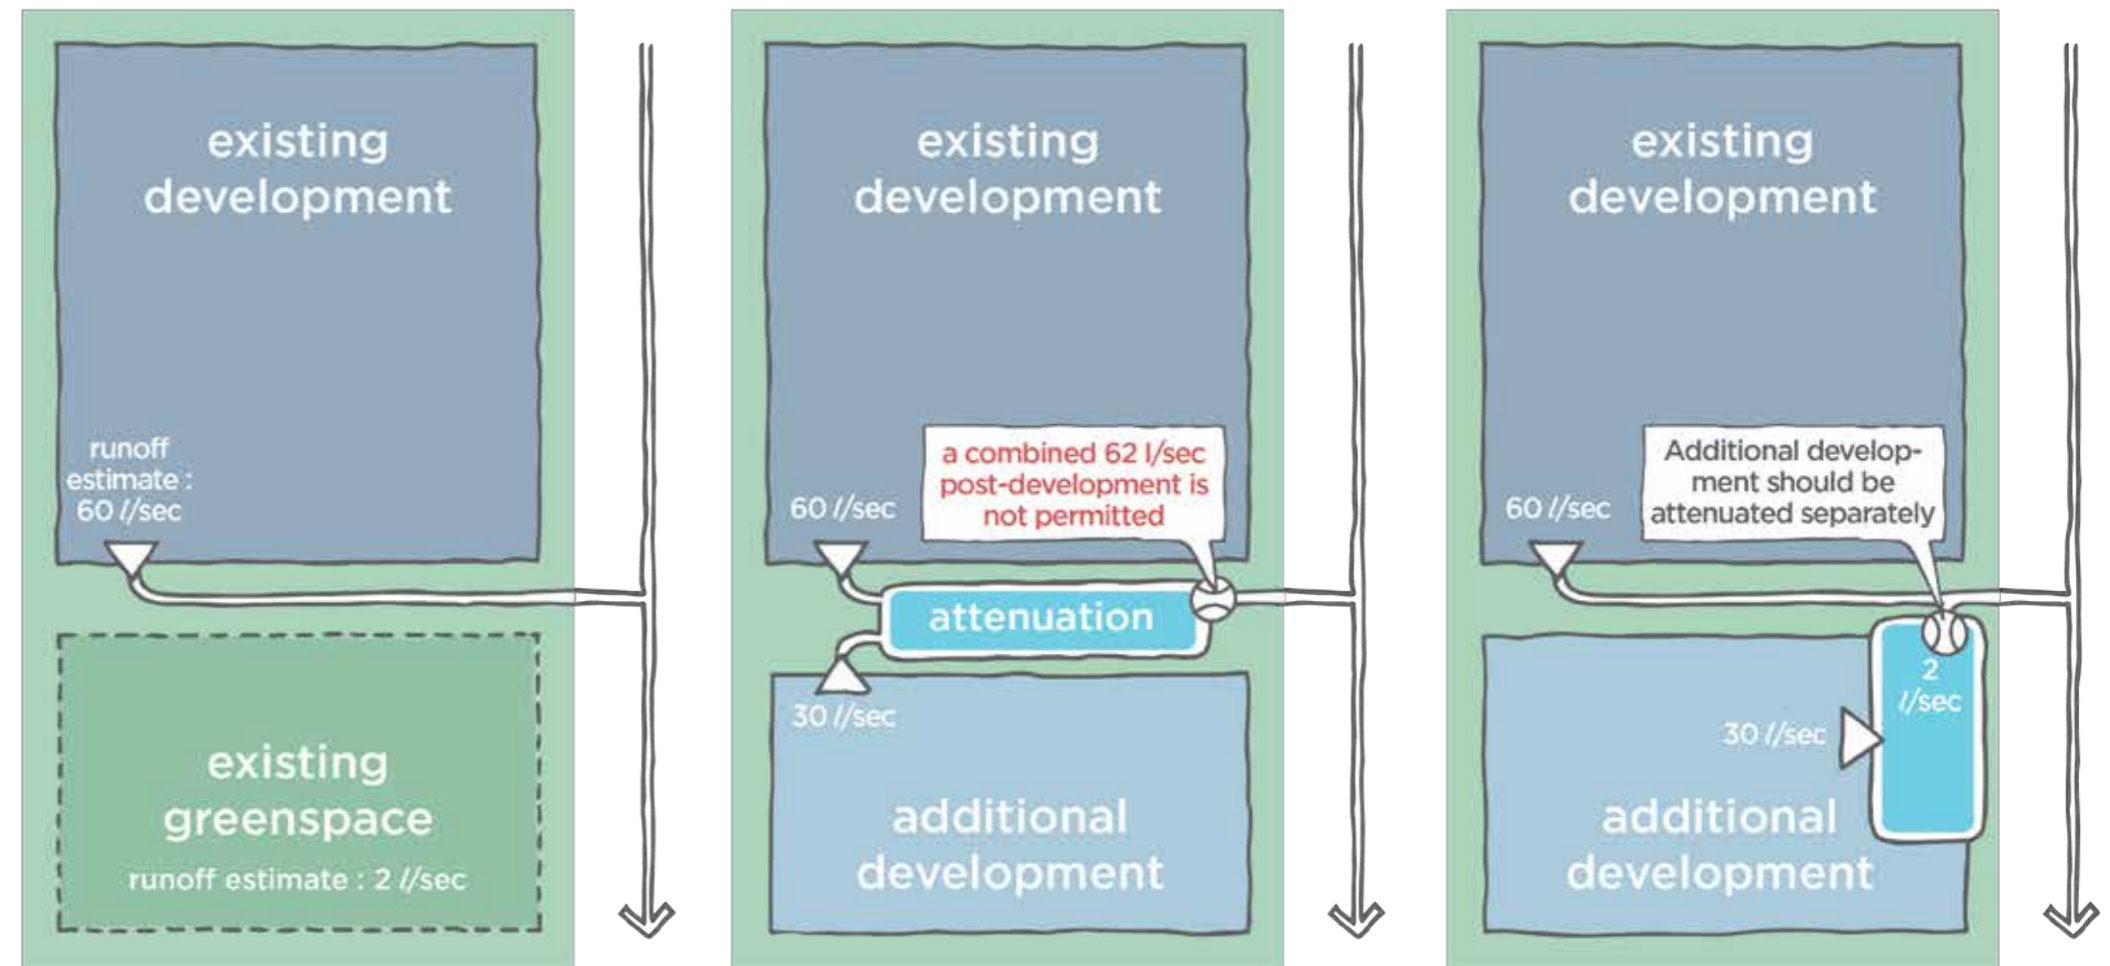 existing
development
runoff
estimate :
60 l/sec
existing
greenspace
runoff estimate : 2 l/sec
existing
development
a combined 62 l/sec
post-development is
not permitted
60 l/sec
attenuation
30 l/sec
additional
development
existing
development
Additional develop-
ment should be
attenuated separately
60 l/sec
2
l/sec
30 l/sec
additional
development